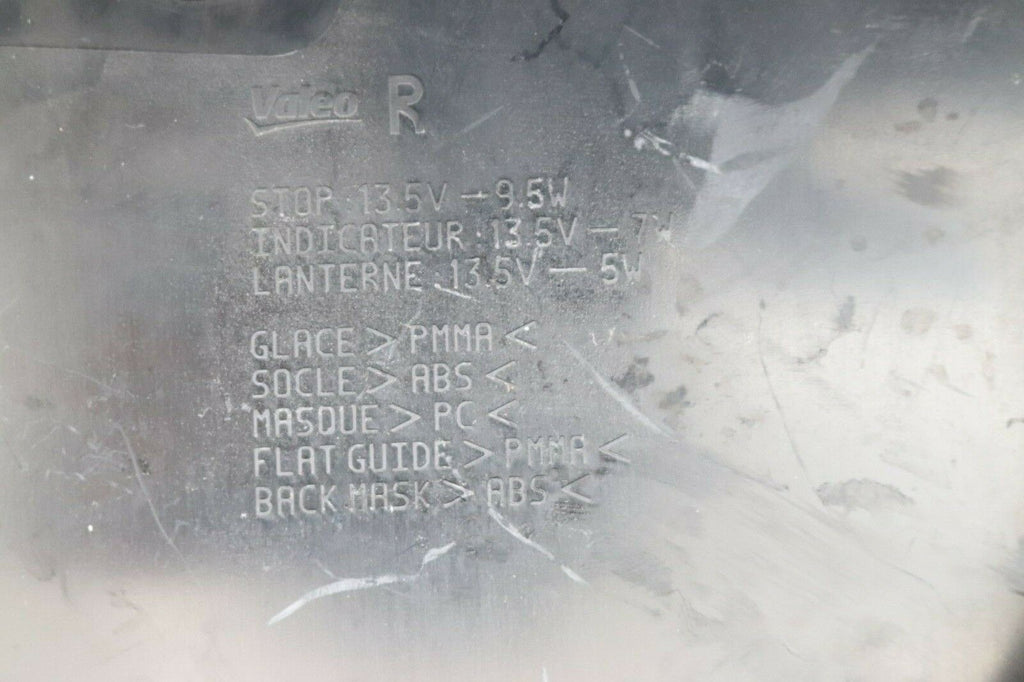 Valeo R
STOP : 13.5V - 9.5W
INDICATEUR : 13.5V - 7W
LANTERNE : 13.5V - 5W
GLACE > PMMA <
SOCLE > ABS <
MASQUE > PC <
FLAT GUIDE > PMMA <
BACK MASK > ABS <